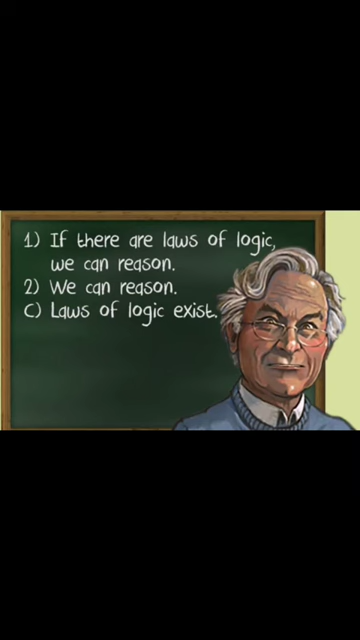 1) If there are laws of logic,
we can reason.
2) We can reason.
C) Laws of logic exist.